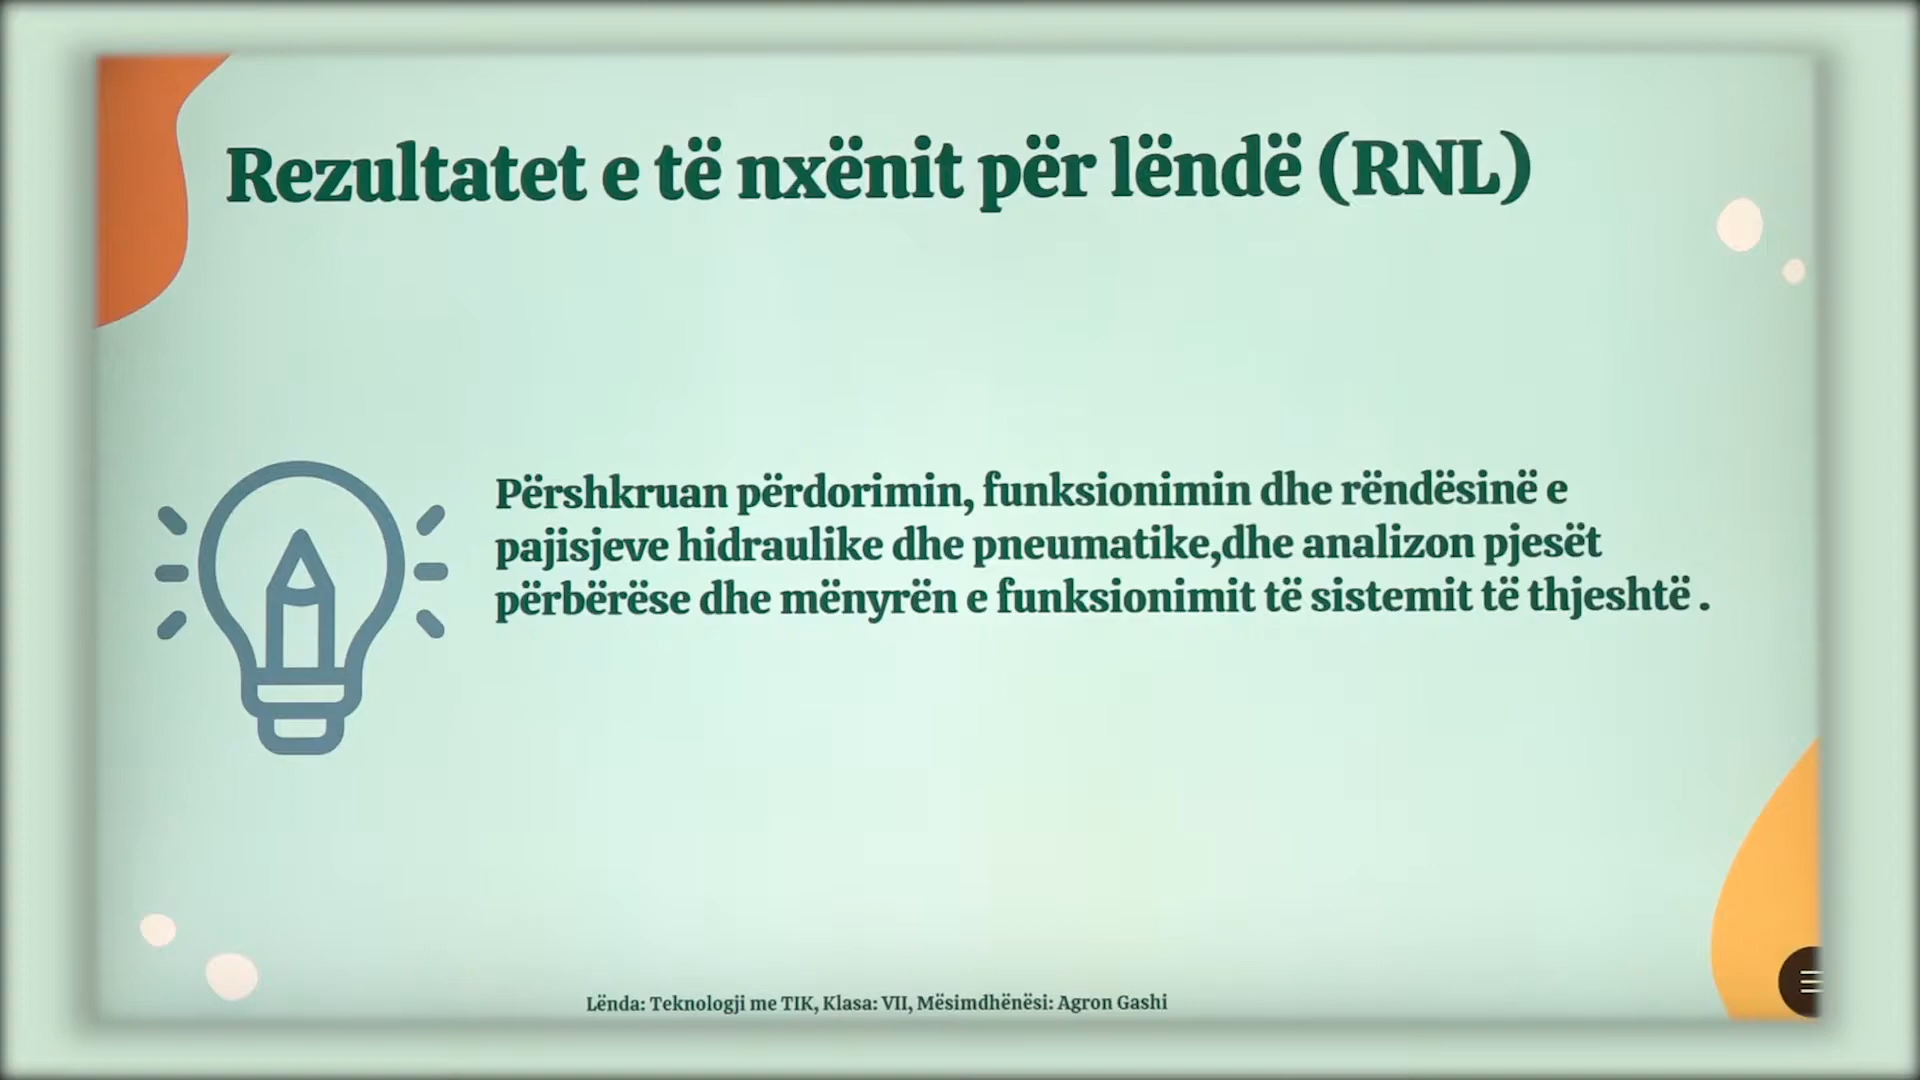 Rezultatet e të nxënit për lëndë (RNL)
Përshkruan përdorimin, funksionimin dhe rëndësinë e
pajisjeve hidraulike dhe pneumatike,dhe analizon pjesët
përbërëse dhe mënyrën e funksionimit të sistemit të thjeshtë .
Lënda: Teknologji me TIK, Klasa: VII, Mësimdhënësi: Agron Gashi